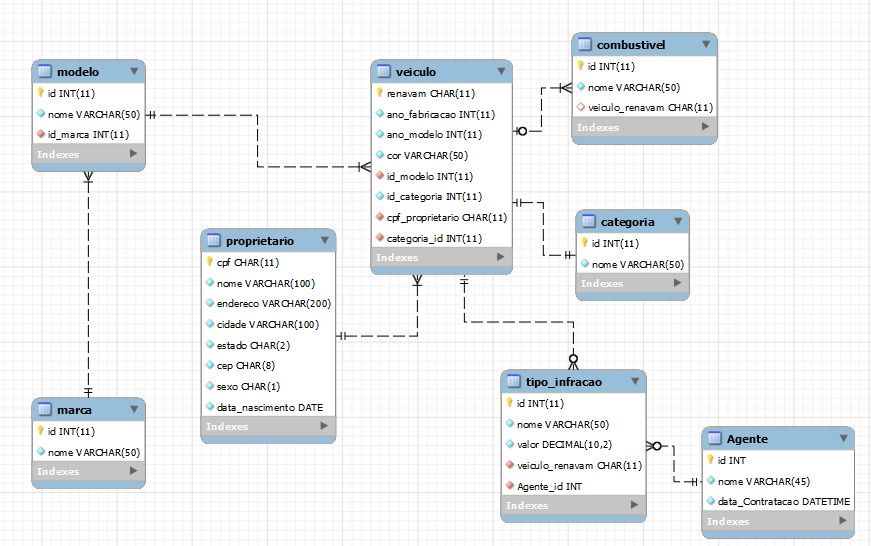 modelo
id INT(11)
nome VARCHAR(50)
id_marca INT(11)
Indexes
veiculo
renavam CHAR(11)
ano_fabricacao INT(11)
ano_modelo INT(11)
cor VARCHAR(50)
id_modelo INT(11)
id_categoria INT(11)
cpf_proprietario CHAR(11)
categoria_id INT(11)
Indexes
combustivel
id INT(11)
nome VARCHAR(50)
veiculo_renavam CHAR(11)
Indexes
categoria
id INT(11)
nome VARCHAR(50)
Indexes
proprietario
cpf CHAR(11)
nome VARCHAR(100)
endereco VARCHAR(200)
cidade VARCHAR(100)
estado CHAR(2)
cep CHAR(8)
sexo CHAR(1)
data_nascimento DATE
Indexes
marca
id INT(11)
nome VARCHAR(50)
Indexes
tipo_infracao
id INT(11)
nome VARCHAR(50)
valor DECIMAL(10,2)
veiculo_renavam CHAR(11)
Agente_id INT
Indexes
Agente
id INT
nome VARCHAR(45)
data_Contratacao DATETIME
Indexes